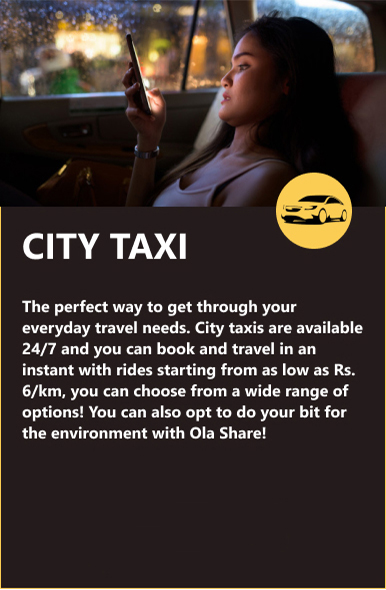 CITY TAXI
The perfect way to get through your
everyday travel needs. City taxis are available
24/7 and you can book and travel in an
instant with rides starting from as low as Rs.
6/km, you can choose from a wide range of
options! You can also opt to do your bit for
the environment with Ola Share!